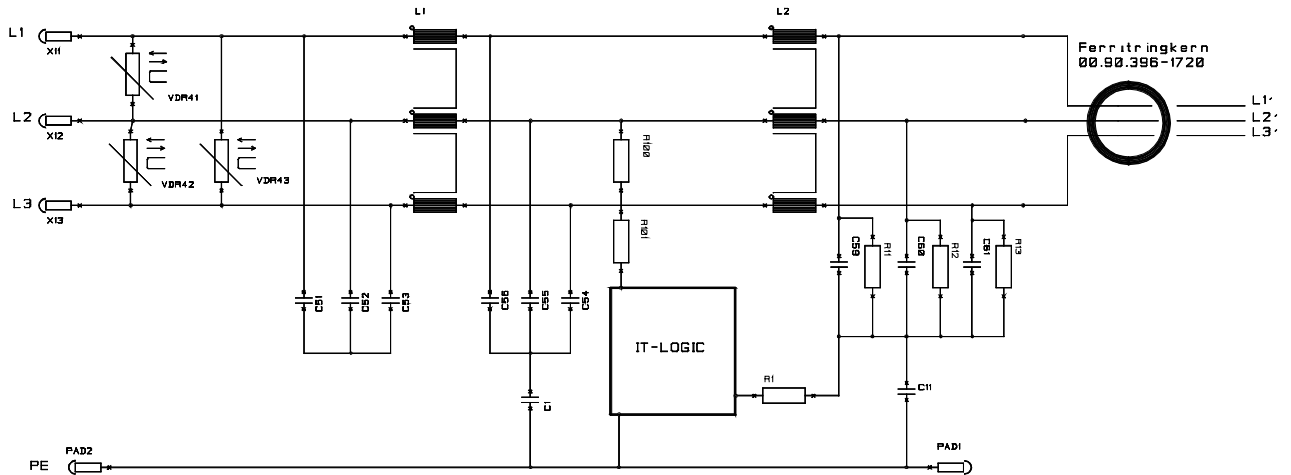 L1
L2
L1
X11
Ferritringkern
00.90.396-1720
VDR41
L1'
L2
X12
L2'
L3'
R100
VDR42
VDR43
L3
X13
R101
C59
R11
C60
R12
C61
R13
C51
C52
C53
C56
C55
C54
IT-LOGIC
R1
C11
C1
PE
PAD2
PAD1